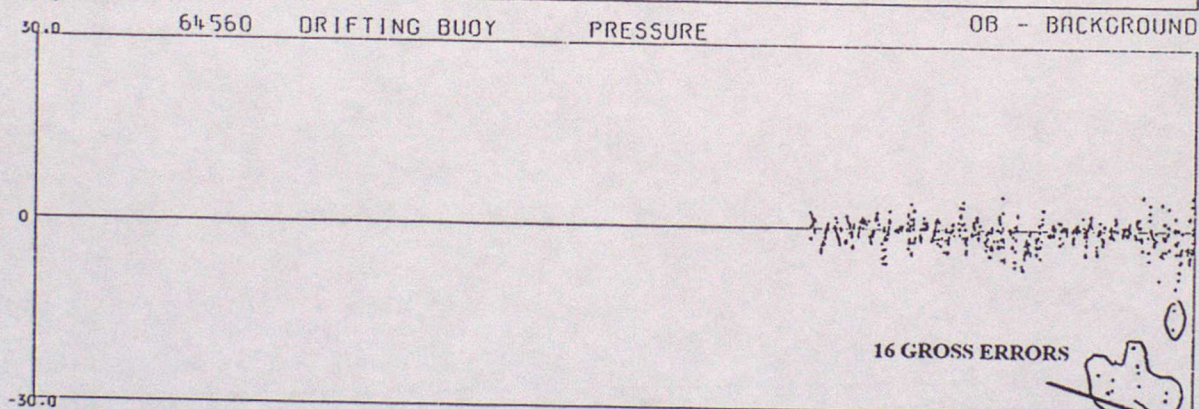 30.0 64560 DRIFTING BUOY PRESSURE OB - BACKGROUND
0
16 GROSS ERRORS
-30.0